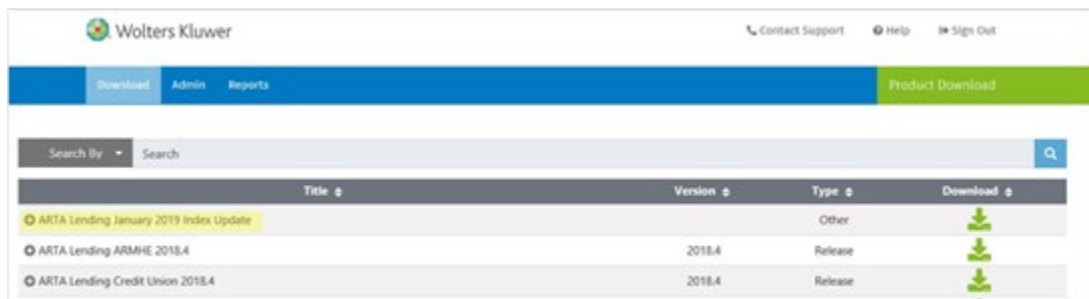 Wolters Kluwer Contact Support Help Sign Out
Download Admin Reports Product Download
Search By Search
Title Version Type Download
ARTA Lending January 2019 Index Update Other
ARTA Lending ARMHE 2018.4 2018.4 Release
ARTA Lending Credit Union 2018.4 2018.4 Release